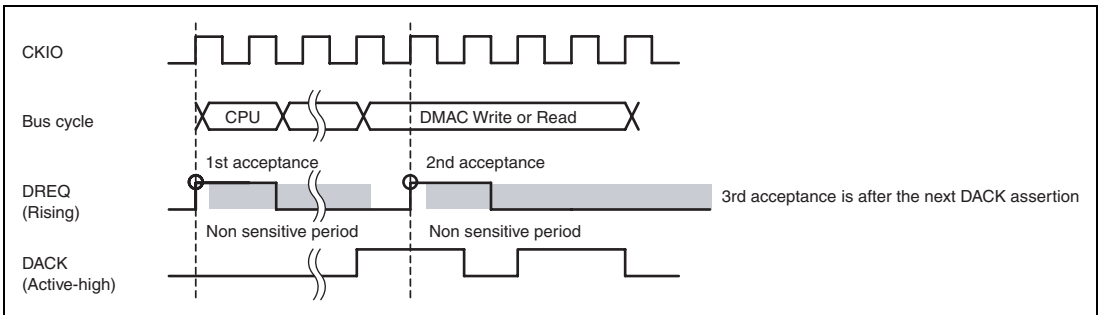 CKIO
Bus cycle
CPU
DMAC Write or Read
1st acceptance
2nd acceptance
DREQ
(Rising)
3rd acceptance is after the next DACK assertion
Non sensitive period
Non sensitive period
DACK
(Active-high)